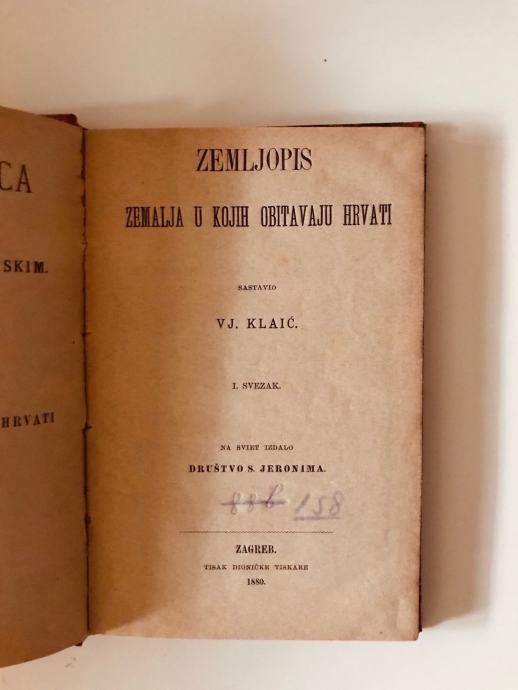 CA
SKIM.
HRVATI
ZEMLJOPIS
ZEMALJA U KOJIH OBITAVAJU HRVATI
SASTAVIO
VJ. KLAIĆ.
I. SVEZAK.
NA SVIET IZDALO
DRUŠTVO S. JERONIMA.
158
ZAGREB.
TISAK DIONIČKE TISKARE
1880.